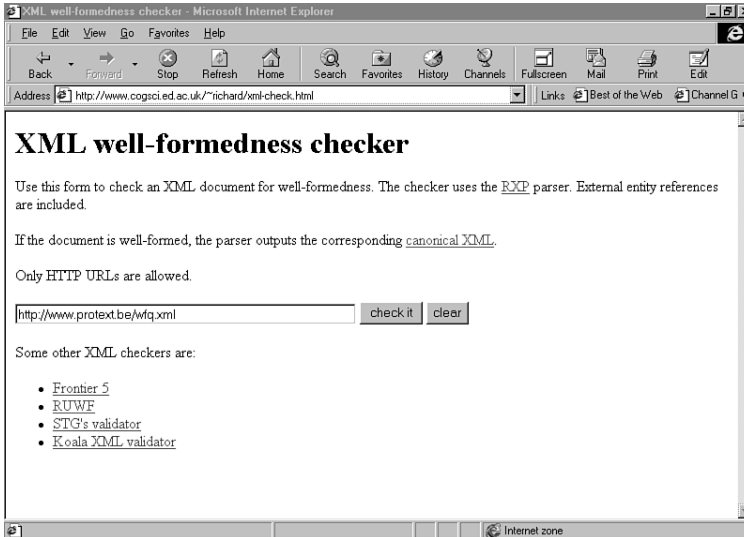 XML well-formedness checker - Microsoft Internet Explorer
File Edit View Go Favorites Help
Back Forward Stop Refresh Home Search Favorites History Channels Fullscreen Mail Print Edit
Address http://www.cogsci.ed.ac.uk/~richard/xml-check.html Links Best of the Web Channel G
XML well-formedness checker
Use this form to check an XML document for well-formedness. The checker uses the RXP parser. External entity references
are included.
If the document is well-formed, the parser outputs the corresponding canonical XML.
Only HTTP URLs are allowed.
http://www.protext.be/wfq.xml check it clear
Some other XML checkers are:
• Frontier 5
• RUWF
• STG's validator
• Koala XML validator
Internet zone